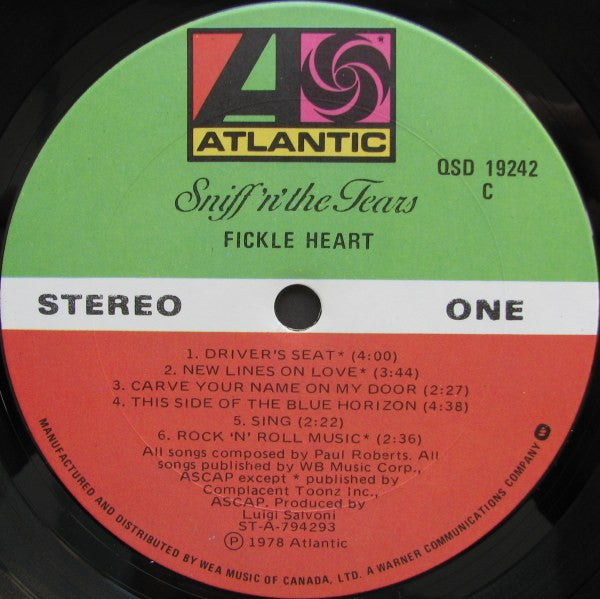 ATLANTIC
QSD 19242
C
Sniff 'n' the Tears
FICKLE HEART
STEREO
ONE
1. DRIVER'S SEAT* (4:00)
2. NEW LINES ON LOVE* (3:44)
3. CARVE YOUR NAME ON MY DOOR (2:27)
4. THIS SIDE OF THE BLUE HORIZON (4:38)
5. SING (2:22)
6. ROCK 'N' ROLL MUSIC* (2:36)
All songs composed by Paul Roberts. All
songs published by WB Music Corp.,
ASCAP except * published by
Complacent Toonz Inc.,
ASCAP. Produced by
Luigi Salvoni
ST-A-794293
Ⓟ 1978 Atlantic
MANUFACTURED AND DISTRIBUTED BY WEA MUSIC OF CANADA, LTD. A WARNER COMMUNICATIONS COMPANY